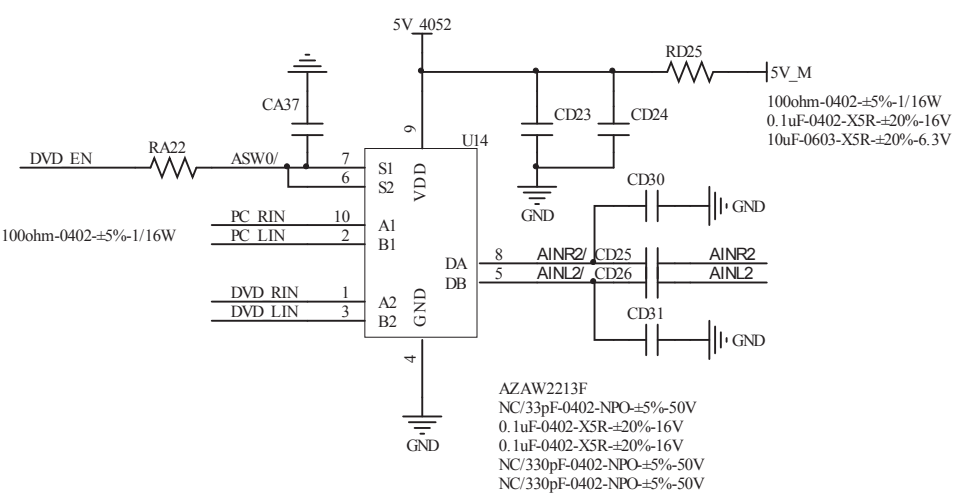 5V_4052
RD25
5V_M
CA37
CD23
CD24
100ohm-0402-±5%-1/16W
0.1uF-0402-X5R-±20%-16V
10uF-0603-X5R-±20%-6.3V
9
U14
DVD_EN
RA22
ASW0/
7
S1
VDD
6
S2
CD30
GND
GND
PC_RIN
10
A1
100ohm-0402-±5%-1/16W
PC_LIN
2
B1
DA
8
AINR2/
CD25
AINR2
DB
5
AINL2/
CD26
AINL2
DVD_RIN
1
A2
GND
DVD_LIN
3
B2
CD31
GND
4
GND
AZAW2213F
NC/33pF-0402-NPO-±5%-50V
0.1uF-0402-X5R-±20%-16V
0.1uF-0402-X5R-±20%-16V
NC/330pF-0402-NPO-±5%-50V
NC/330pF-0402-NPO-±5%-50V